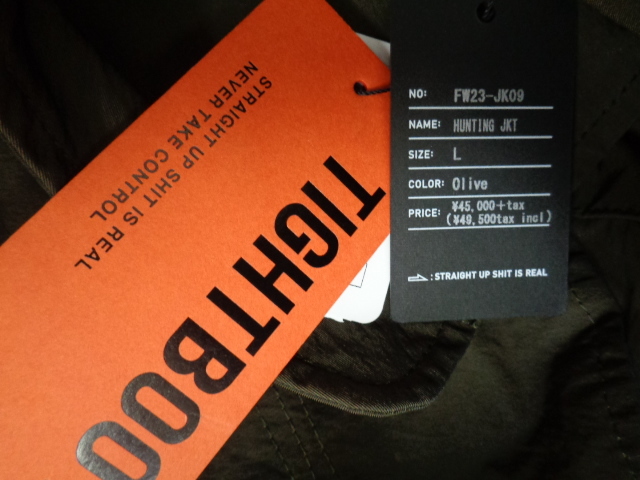 STRAIGHT UP SHIT IS REAL
NEVER TAKE CONTROL
TIGHTBOO
NO: FW23-JK09
NAME: HUNTING JKT
SIZE: L
COLOR: Olive
PRICE: ¥45,000+tax
(¥49,500tax incl)
: STRAIGHT UP SHIT IS REAL